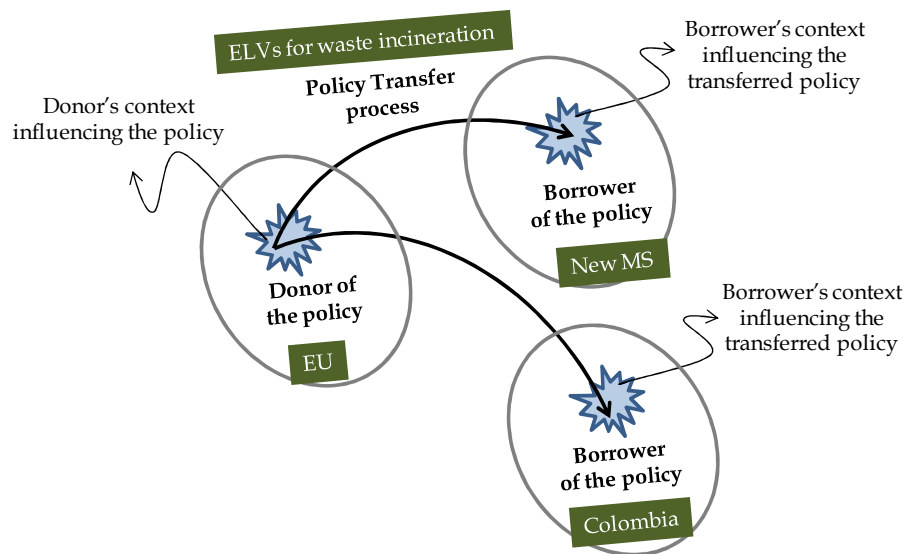 ELVs for waste incineration
Policy Transfer
process
Borrower's context
influencing the
transferred policy
Donor's context
influencing the policy
Borrower
of the policy
New MS
Donor of
the policy
EU
Borrower's context
influencing the
transferred policy
Borrower
of the policy
Colombia